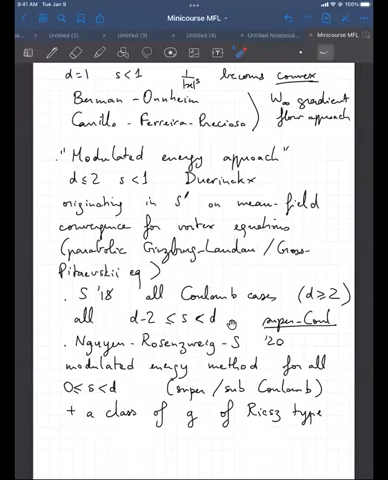 9:41 AM Tue Jan 9
100%
Minicourse MFL
Untitled (2)
Untitled (3)
Untitled (4)
Untitled Notebook...
Minicourse MFL
d=1 s<1 1/|x|^s becomes convex
Berman - Onnheim
Carrillo - Ferreira - Precioso
W∞ gradient
flow approach
"Modulated energy approach"
d≤2 s<1 Duerinckx
originating in S' on mean-field
convergence for vortex equations
(parabolic Ginzburg-Landau / Gross-
Pitaevskii eq)
. S '18 all Coulomb cases (d≥2)
all d-2 ≤ s < d super-Coul
. Nguyen - Rosenzweig - S '20
modulated energy method for all
0≤s<d (super/sub Coulomb)
+ a class of g of Riesz type